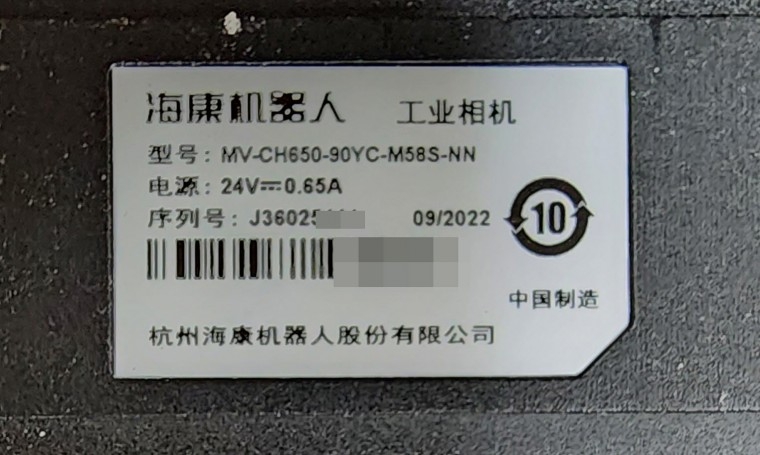 海康机器人 工业相机
型号: MV-CH650-90YC-M58S-NN
电源: 24V⎓0.65A
序列号: J36025 09/2022
10
中国制造
杭州海康机器人股份有限公司